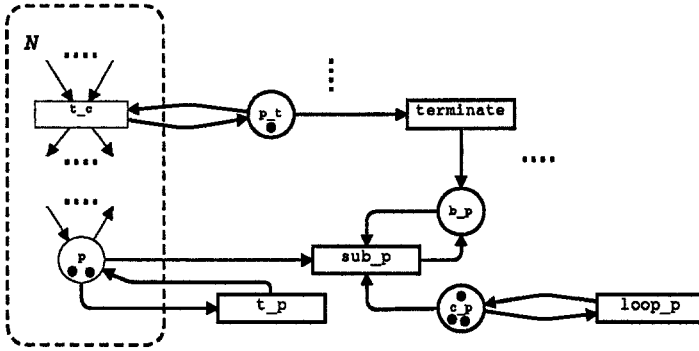 N
....
t_c
p_t
terminate
....
....
....
b_p
p
sub_p
t_p
c_p
loop_p